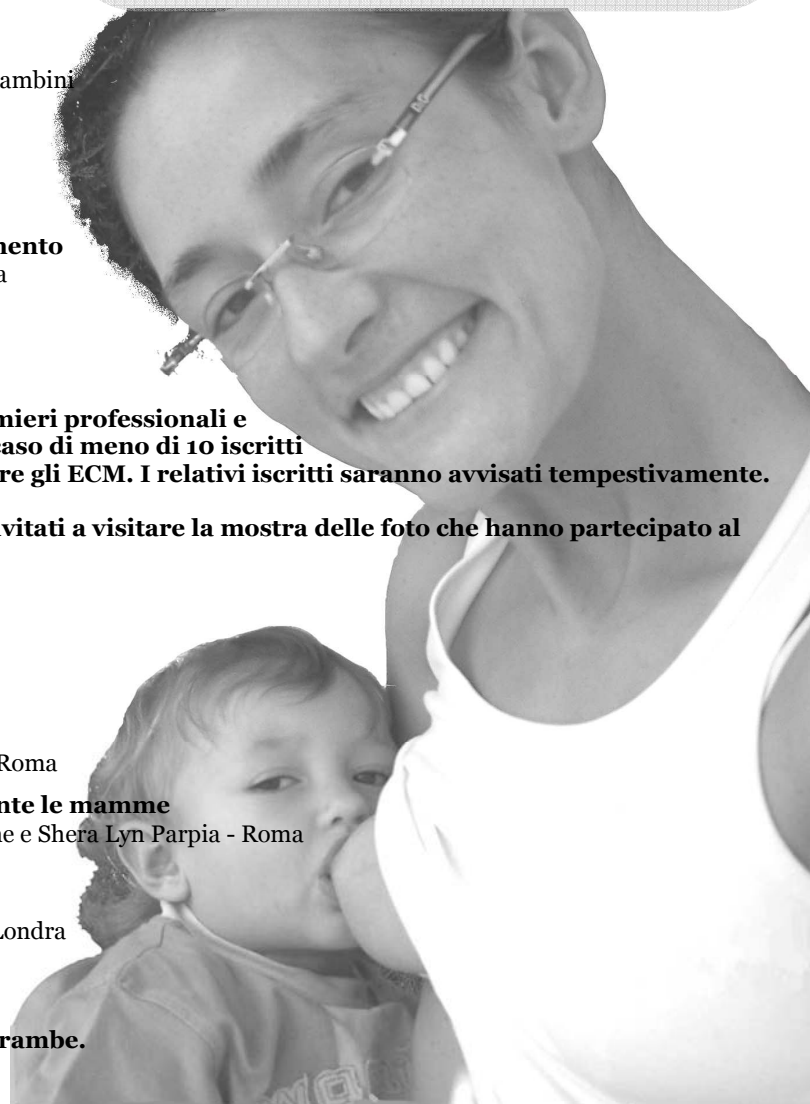 ambini
mento
a
mieri professionali e
caso di meno di 10 iscritti
re gli ECM. I relativi iscritti saranno avvisati tempestivamente.
vitati a visitare la mostra delle foto che hanno partecipato al
Roma
nte le mamme
ne e Shera Lyn Parpia - Roma
Londra
rambe.